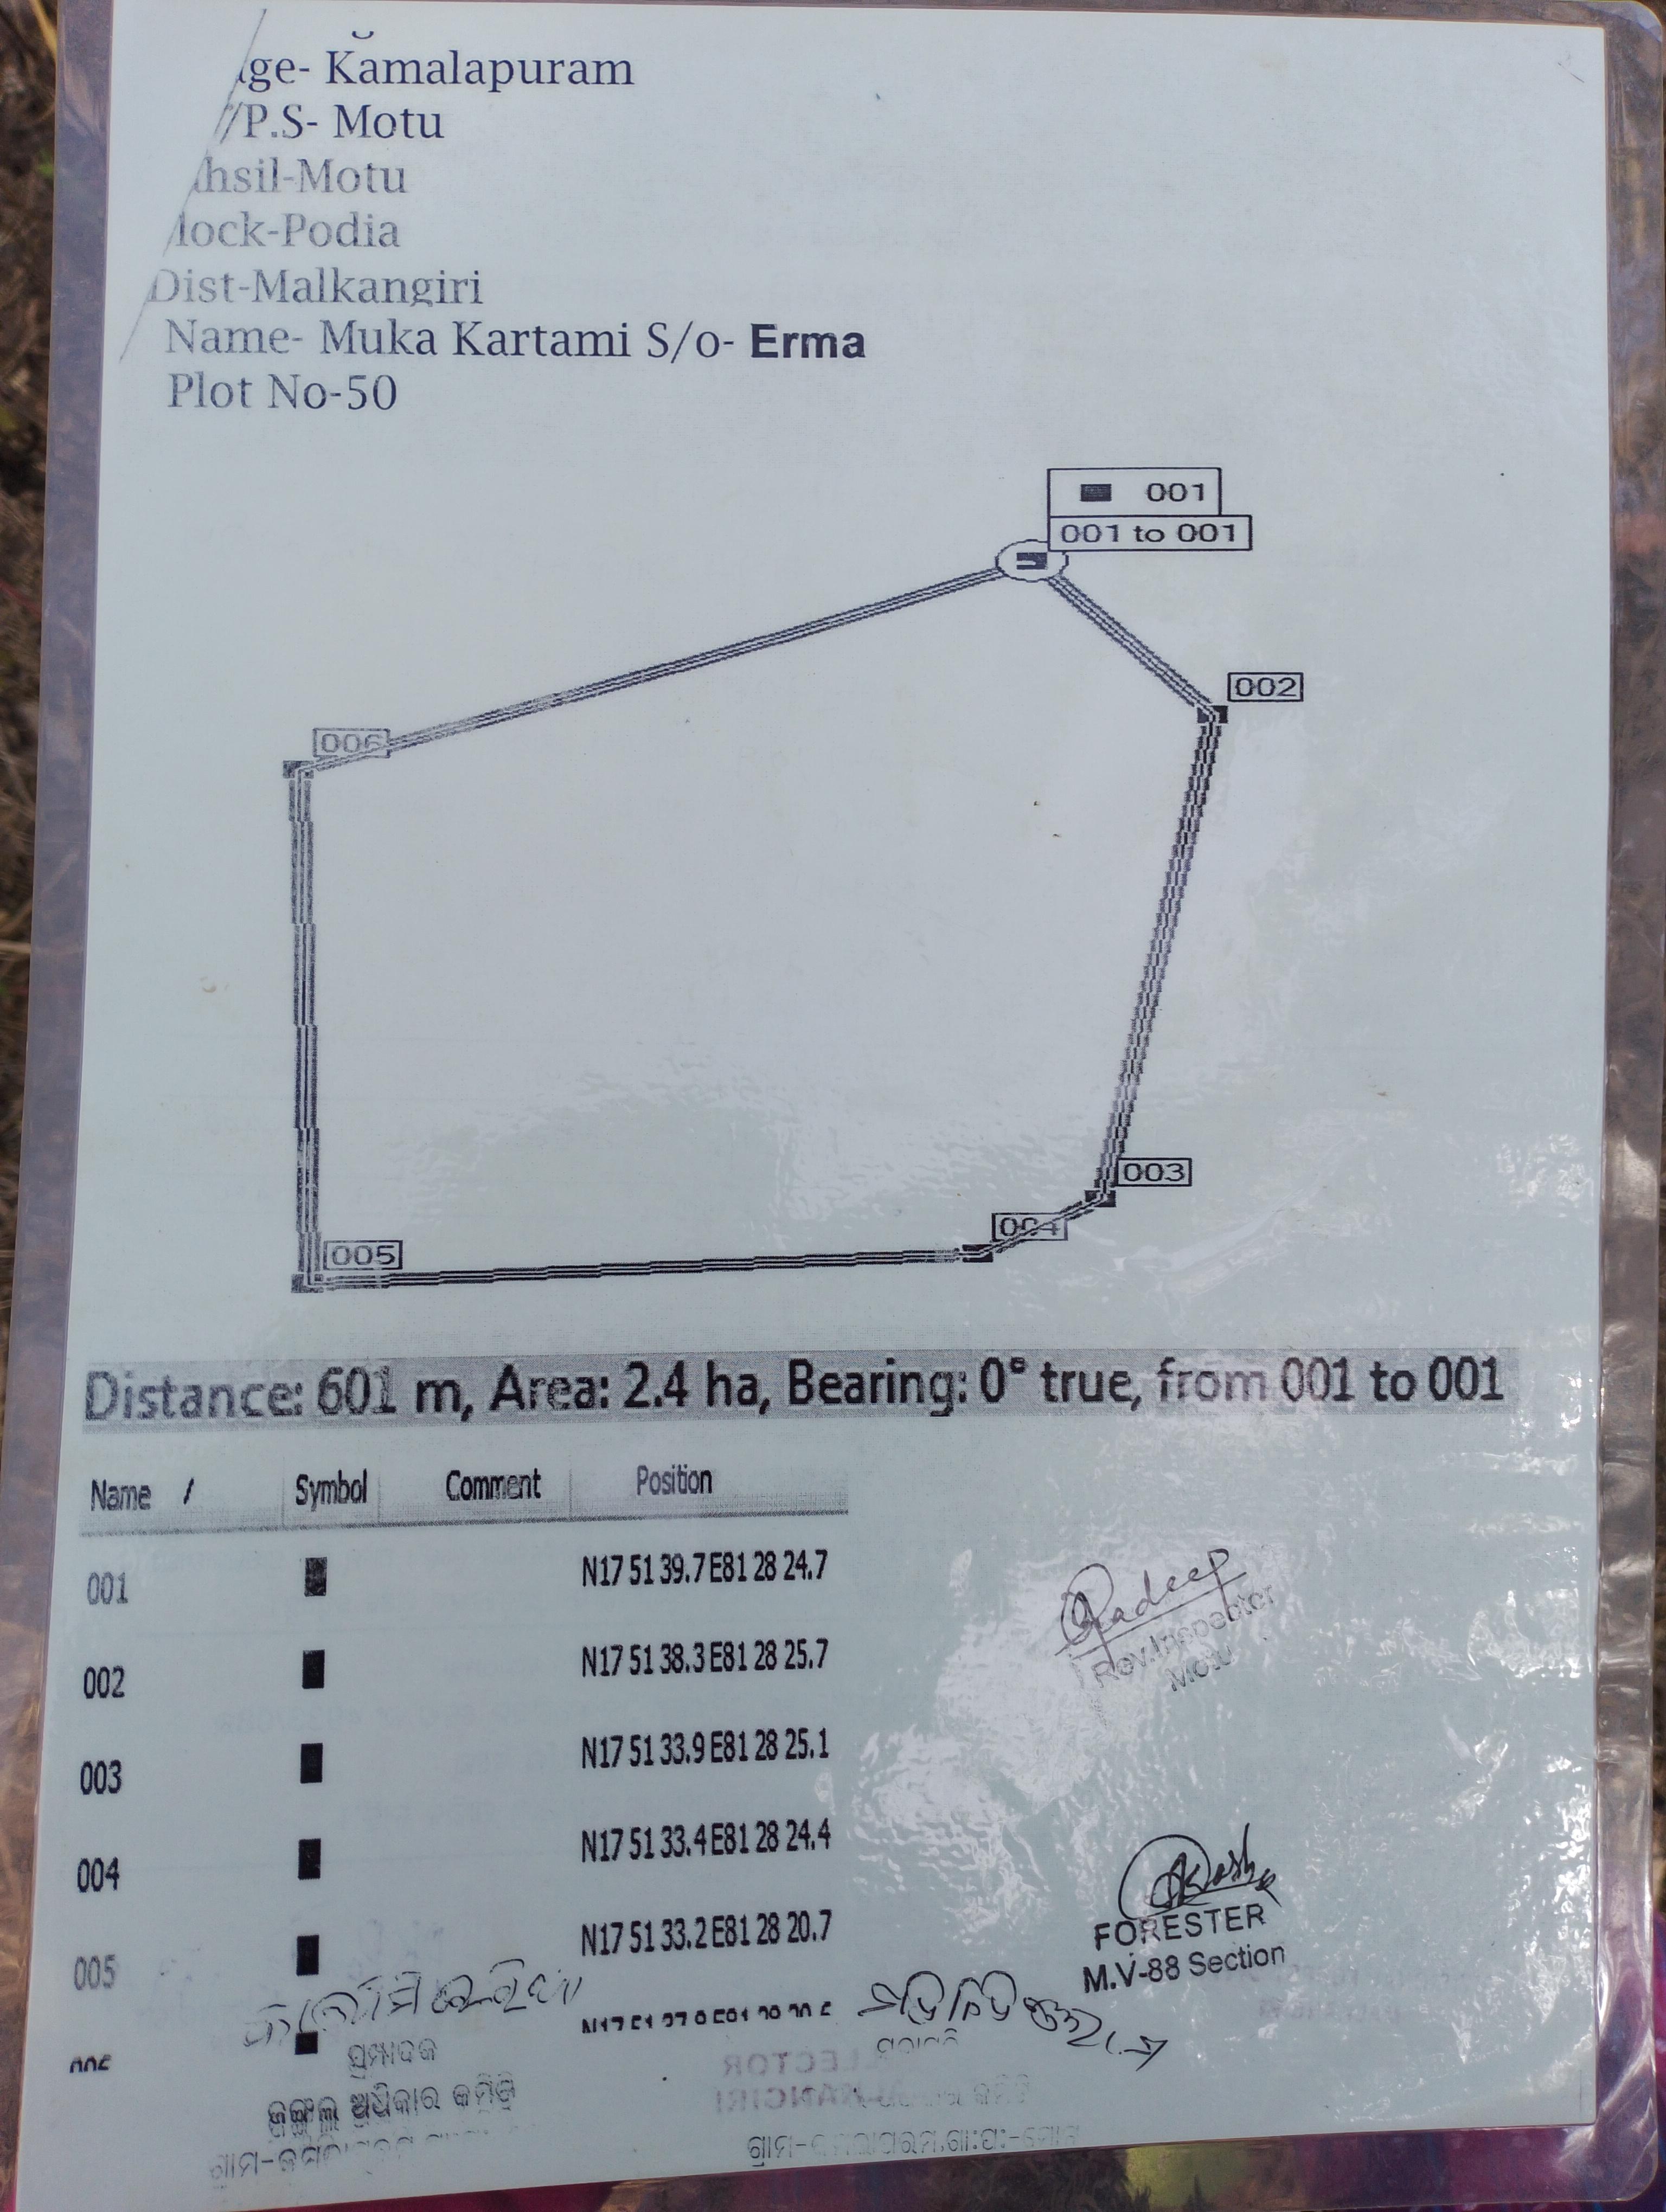 ge- Kamalapuram
/P.S- Motu
hsil-Motu
lock-Podia
Dist-Malkangiri
Name- Muka Kartami S/o- Erma
Plot No-50
001
001 to 001
002
006
003
004
005
Distance: 601 m, Area: 2.4 ha, Bearing: 0° true, from 001 to 001
Name / Symbol Comment Position
001 N17 51 39.7 E81 28 24.7
002 N17 51 38.3 E81 28 25.7
003 N17 51 33.9 E81 28 25.1
004 N17 51 33.4 E81 28 24.4
005 N17 51 33.2 E81 28 20.7
Pradeep
Rev.Inspector
Motu
FORESTER
M.V-88 Section
ଜଙ୍ଗଲ ଅଧିକାର କମିଟି